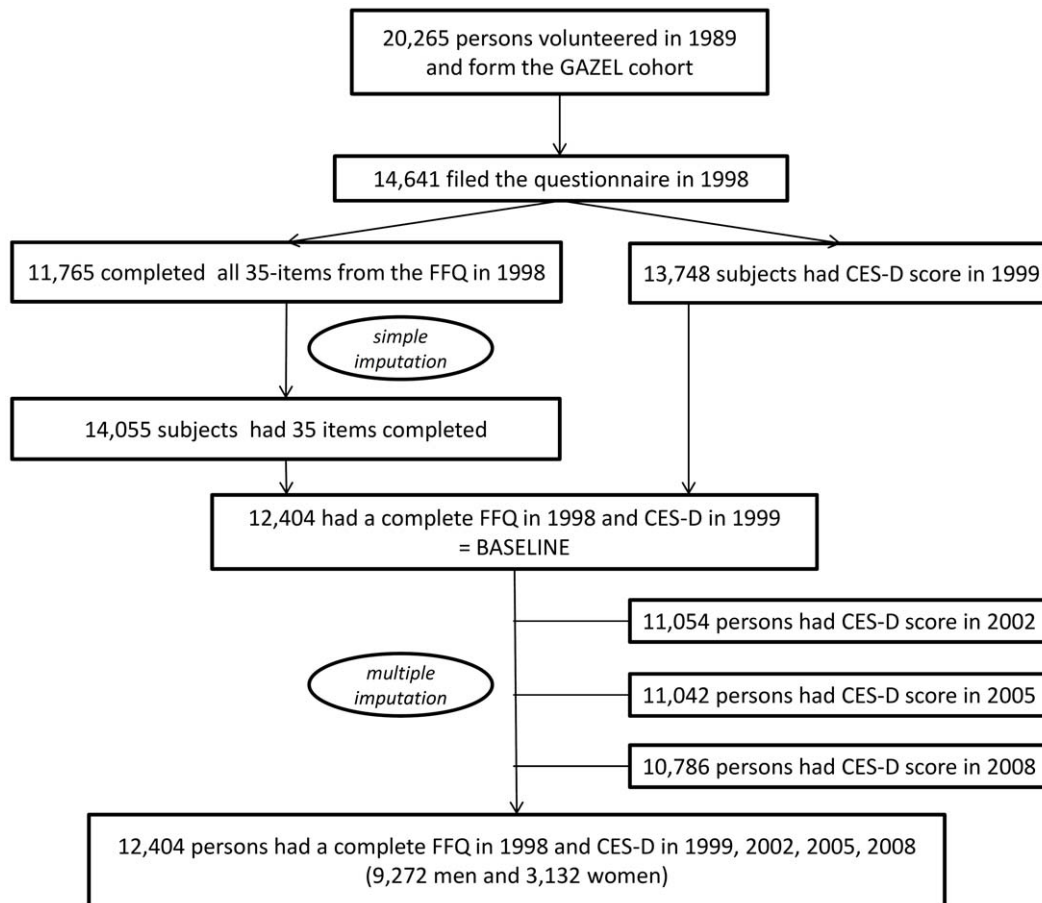 20,265 persons volunteered in 1989
and form the GAZEL cohort
14,641 filed the questionnaire in 1998
11,765 completed all 35-items from the FFQ in 1998
13,748 subjects had CES-D score in 1999
simple
imputation
14,055 subjects had 35 items completed
12,404 had a complete FFQ in 1998 and CES-D in 1999
= BASELINE
11,054 persons had CES-D score in 2002
multiple
imputation
11,042 persons had CES-D score in 2005
10,786 persons had CES-D score in 2008
12,404 persons had a complete FFQ in 1998 and CES-D in 1999, 2002, 2005, 2008
(9,272 men and 3,132 women)